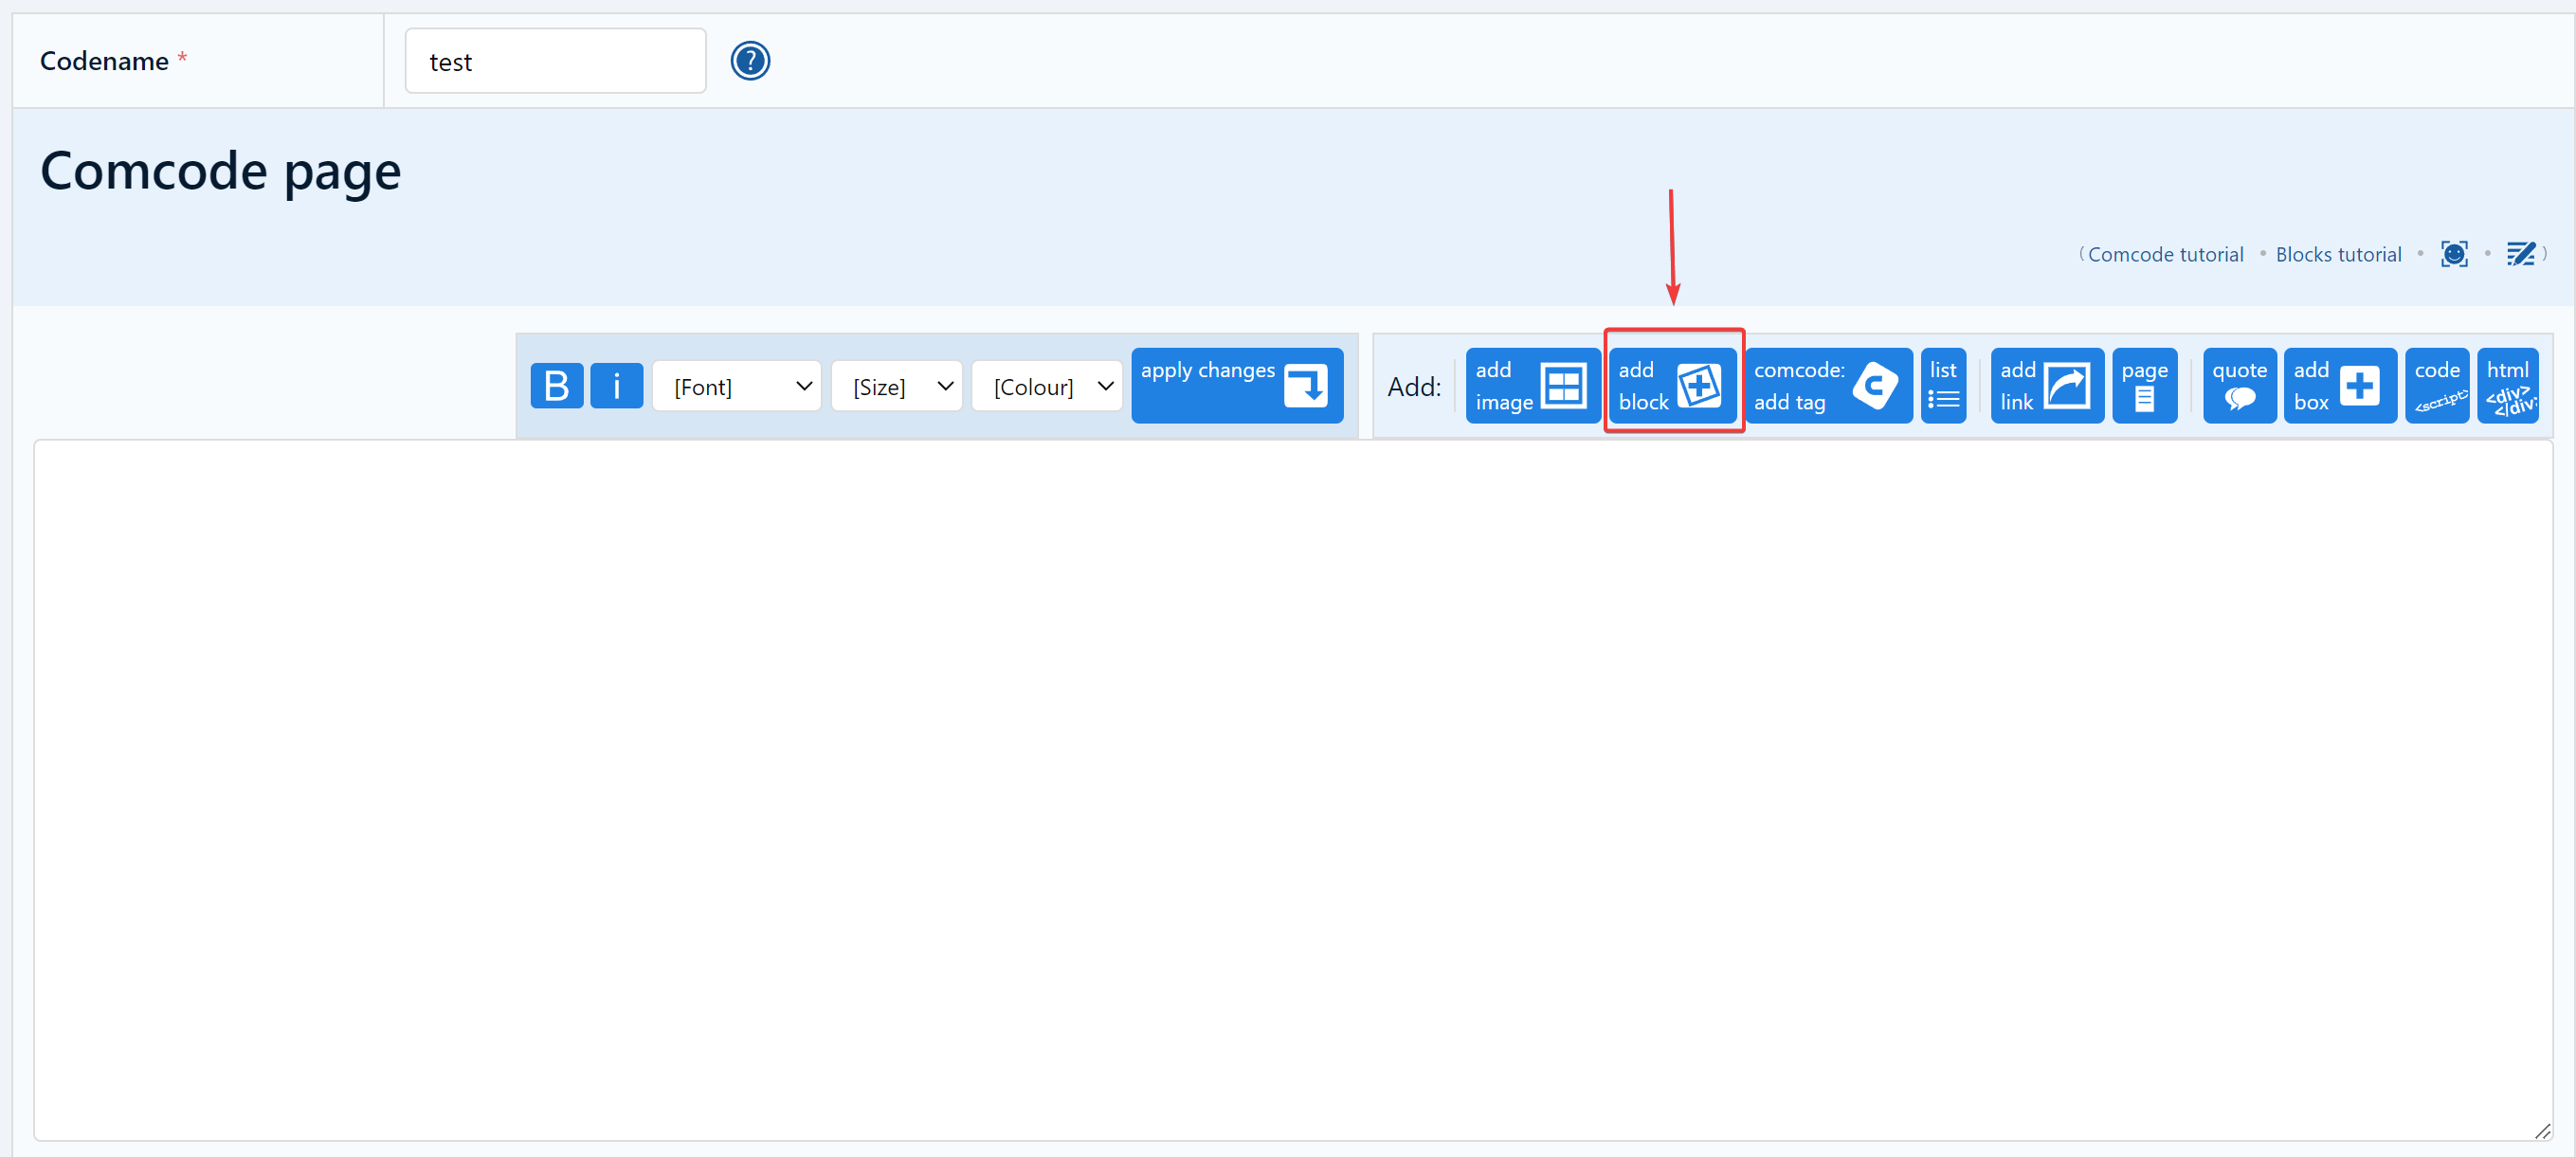 Codename *
test
?
Comcode page
( Comcode tutorial • Blocks tutorial • • )
B i [Font] [Size] [Colour] apply changes
Add:
add image
add block
comcode: add tag
list
add link
page
quote
add box
code <script>
html <div> </div>